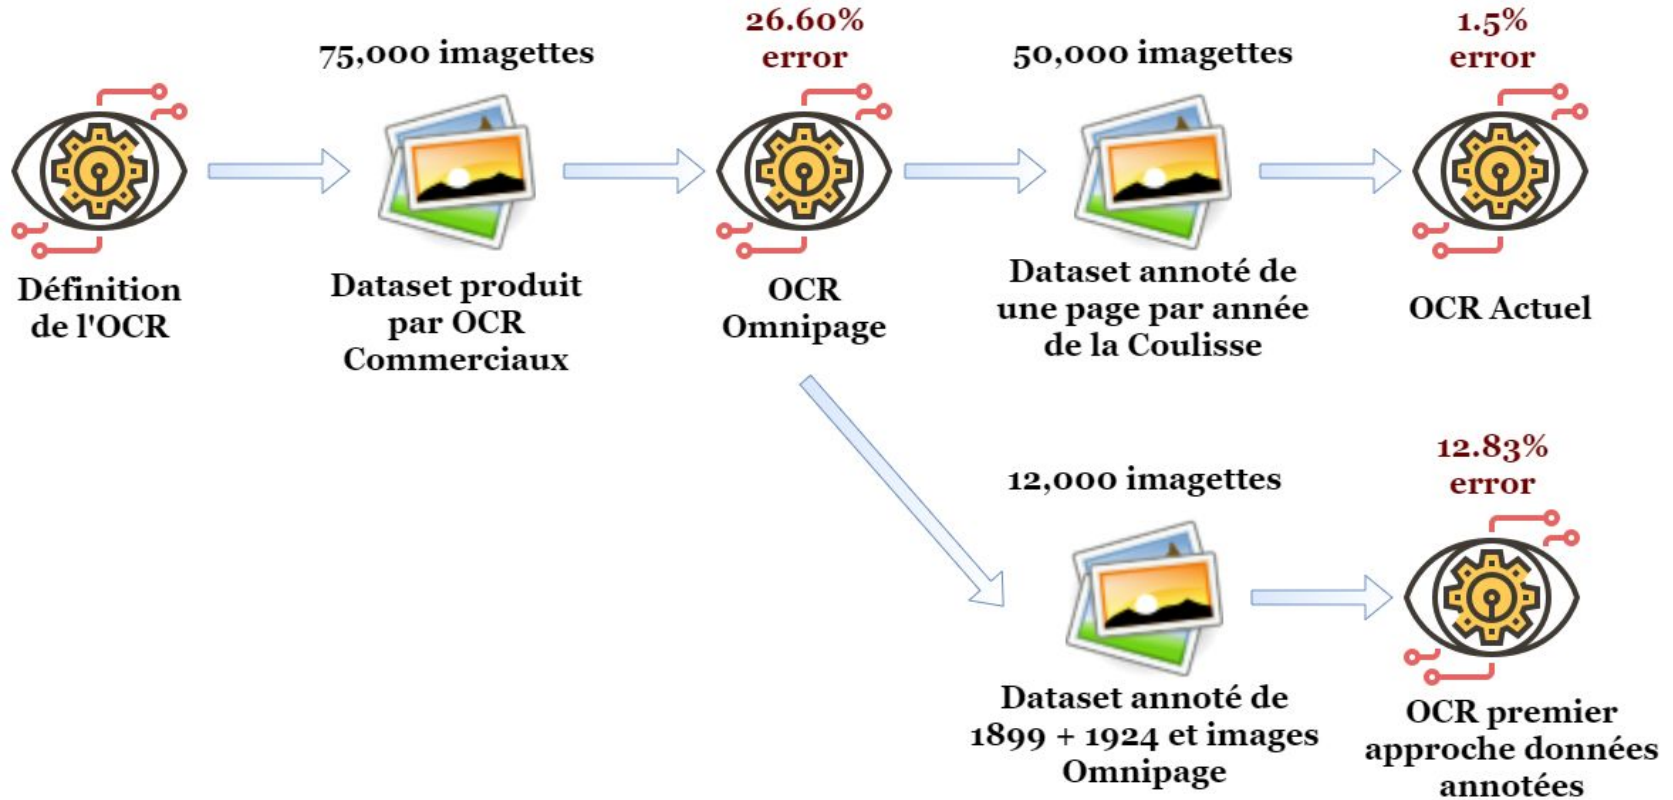 75,000 imagettes
26.60%
error
50,000 imagettes
1.5%
error
Définition
de l'OCR
Dataset produit
par OCR
Commerciaux
OCR
Omnipage
Dataset annoté de
une page par année
de la Coulisse
OCR Actuel
12,000 imagettes
12.83%
error
Dataset annoté de
1899 + 1924 et images
Omnipage
OCR premier
approche données
annotées